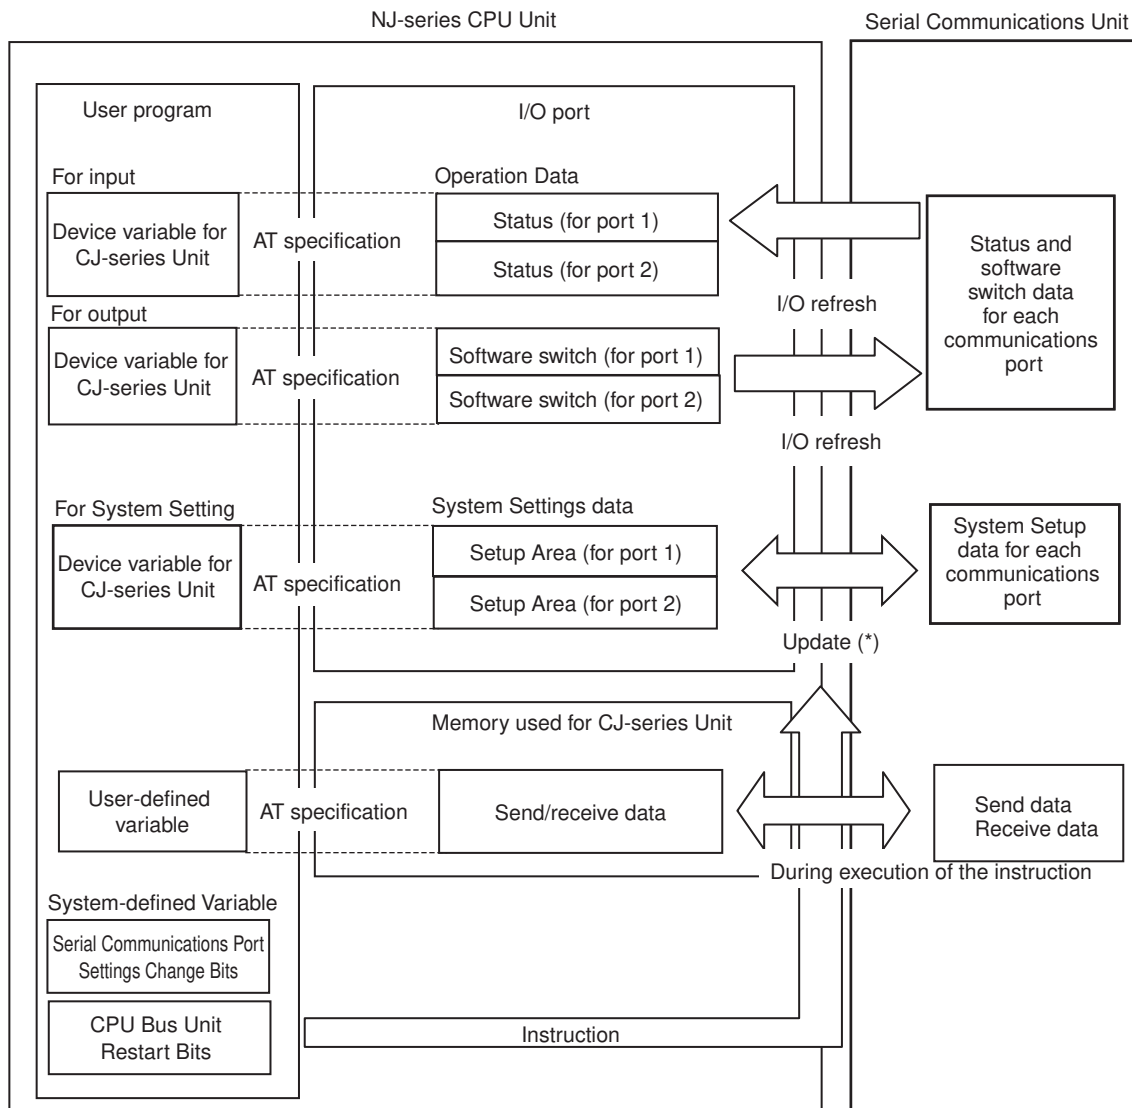 NJ-series CPU Unit
Serial Communications Unit
User program
I/O port
For input
Operation Data
Device variable for
CJ-series Unit
AT specification
Status (for port 1)
Status (for port 2)
Status and
software
switch data
for each
communications
port
I/O refresh
For output
Device variable for
CJ-series Unit
AT specification
Software switch (for port 1)
Software switch (for port 2)
I/O refresh
For System Setting
System Settings data
Device variable for
CJ-series Unit
AT specification
Setup Area (for port 1)
Setup Area (for port 2)
System Setup
data for each
communications
port
Update (*)
Memory used for CJ-series Unit
User-defined
variable
AT specification
Send/receive data
Send data
Receive data
During execution of the instruction
System-defined Variable
Serial Communications Port
Settings Change Bits
CPU Bus Unit
Restart Bits
Instruction